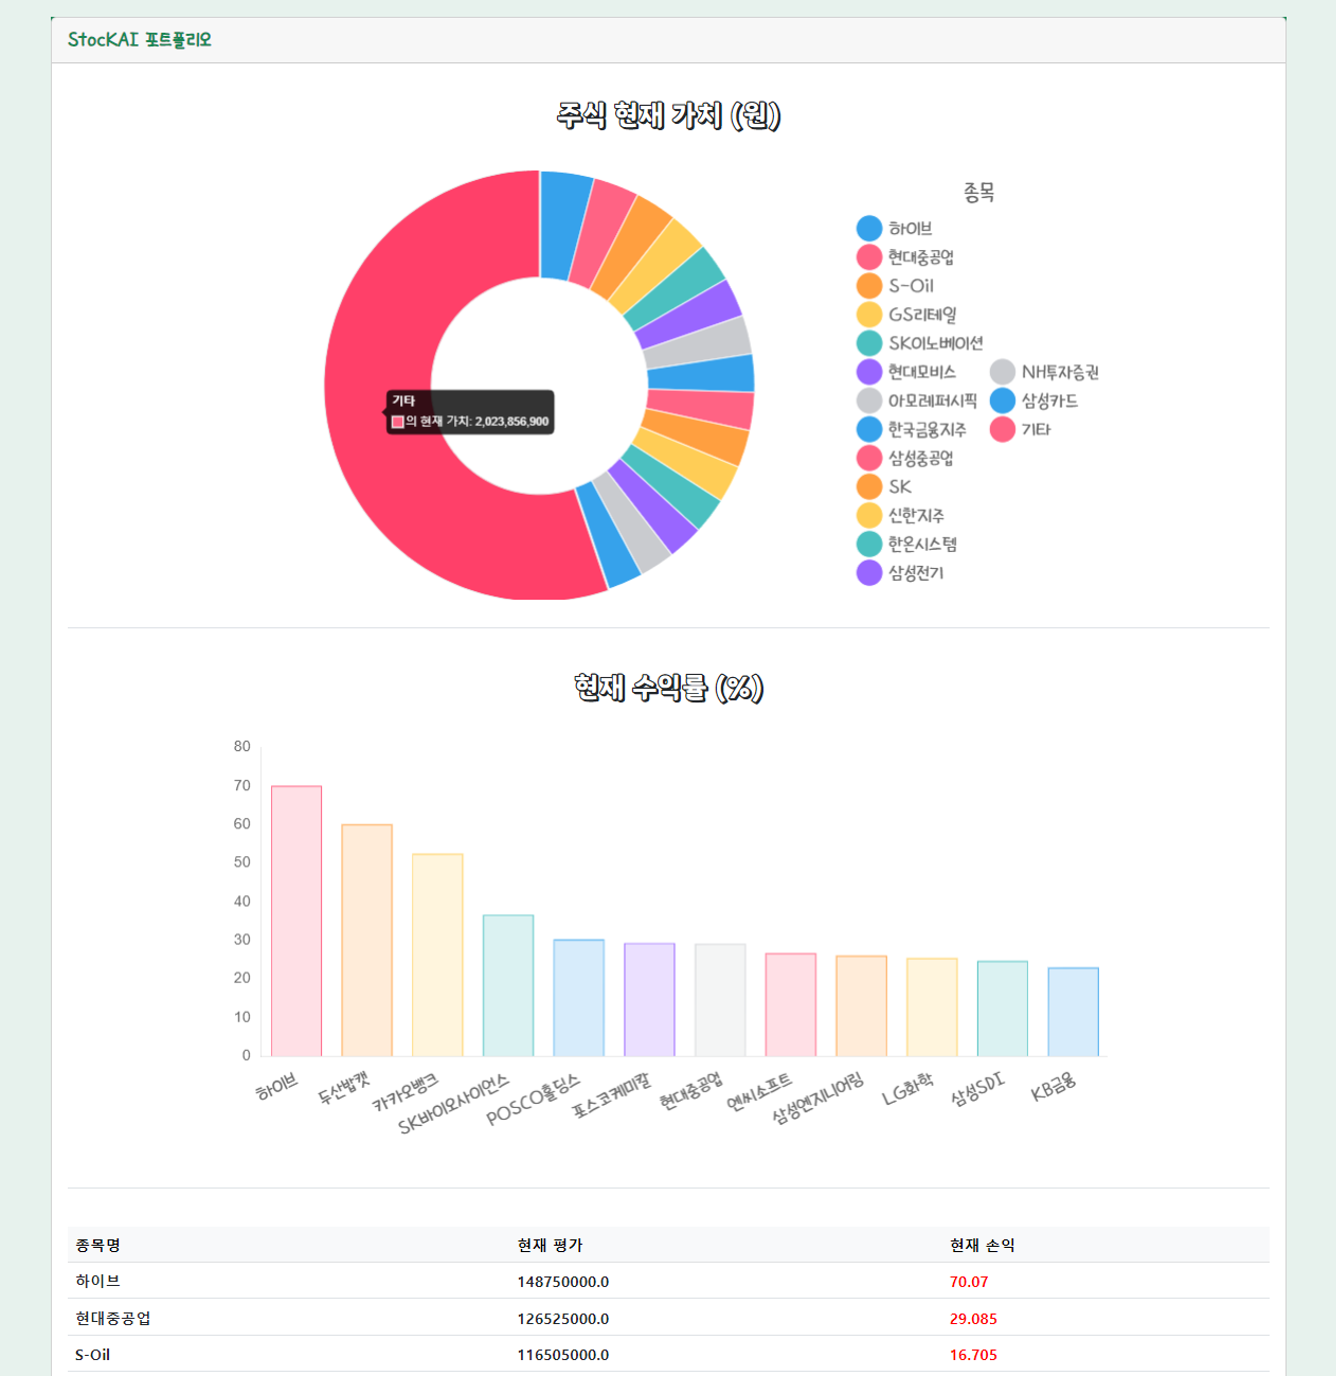 StocKAI 포트폴리오
주식 현재 가치 (원)
종목
하이브
현대중공업
S-Oil
GS리테일
SK이노베이션
현대모비스
아모레퍼시픽
한국금융지주
삼성중공업
SK
신한지주
한온시스템
삼성전기
NH투자증권
삼성카드
기타
기타
의 현재 가치: 2,023,856,900
현재 수익률 (%)
80
70
60
50
40
30
20
10
0
하이브
두산밥캣
카카오뱅크
SK바이오사이언스
POSCO홀딩스
포스코케미칼
현대중공업
엔씨소프트
삼성엔지니어링
LG화학
삼성SDI
KB금융
종목명 현재 평가 현재 손익
하이브 148750000.0 70.07
현대중공업 126525000.0 29.085
S-Oil 116505000.0 16.705